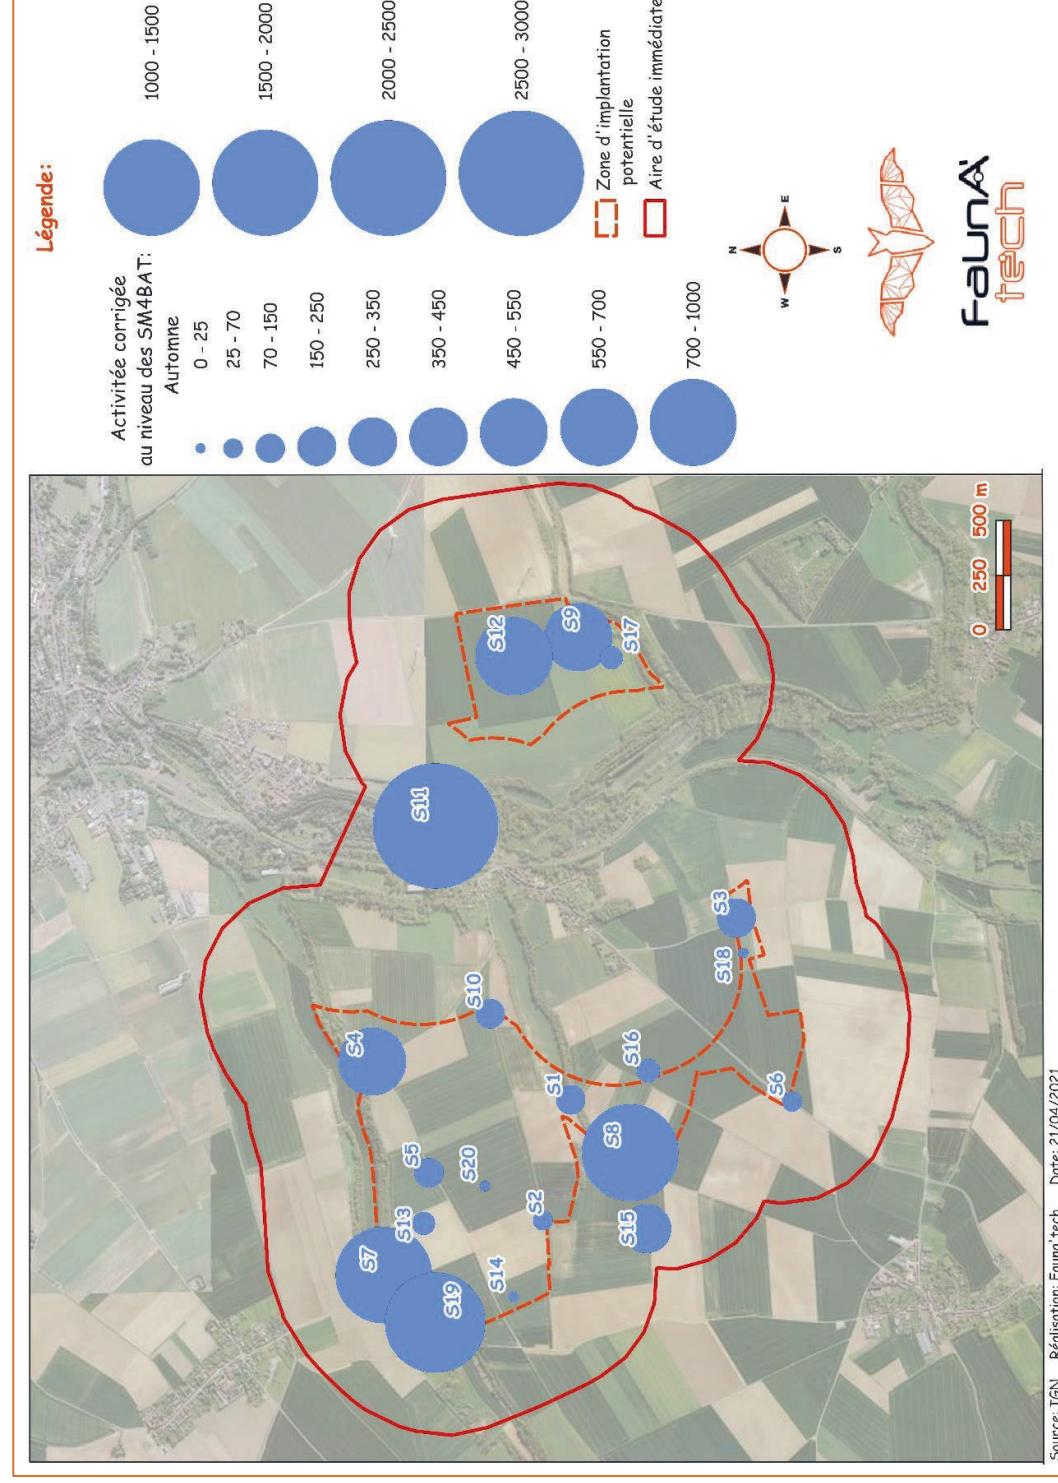 Légende:
Activitée corrigée
au niveau des SM4BAT:
Automne
0 - 25
25 - 70
70 - 150
150 - 250
250 - 350
350 - 450
450 - 550
550 - 700
700 - 1000
1000 - 1500
1500 - 2000
2000 - 2500
2500 - 3000
Zone d'implantation
potentielle
Aire d'étude immédiate
N
W
E
S
faunA
tech
S12
S9
S17
S11
S3
S18
S10
S4
S16
S1
S6
S8
S5
S20
S13
S2
S15
S7
S19
S14
0 250 500 m
Source: IGN Réalisation: Fauna'tech Date: 21/04/2021